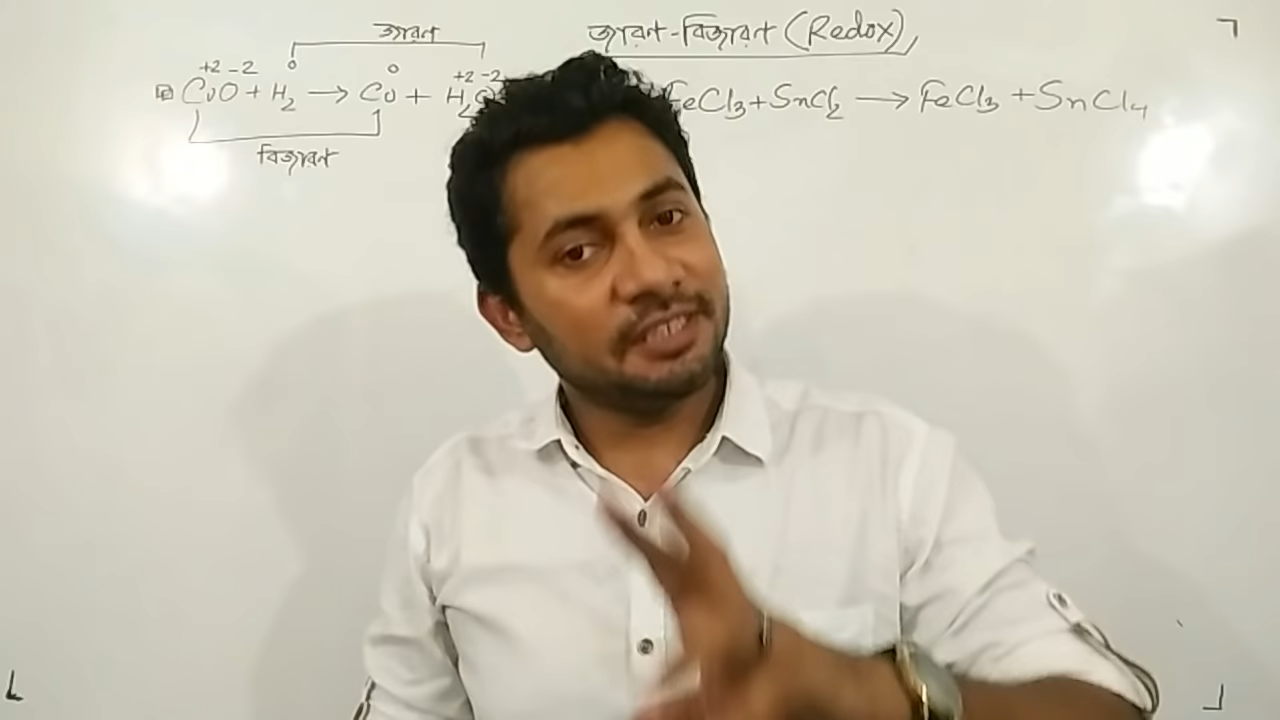 জারণ
জারণ-বিজারণ (Redox),
+2 -2 0 0 +2 -2
CuO + H2 → Cu + H2O
FeCl3 + SnCl2 → FeCl3 + SnCl4
বিজারণ